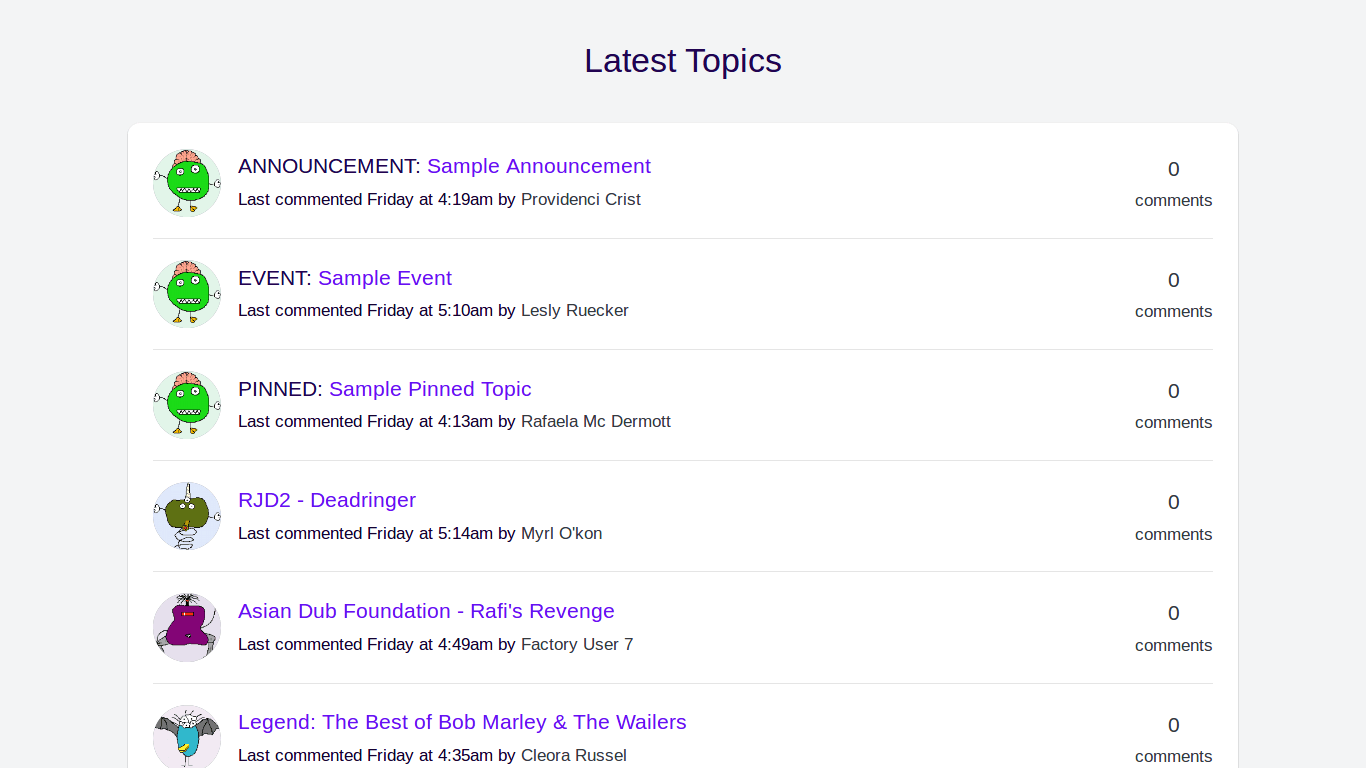 Latest Topics
ANNOUNCEMENT: Sample Announcement
Last commented Friday at 4:19am by Providenci Crist
0
comments
EVENT: Sample Event
Last commented Friday at 5:10am by Lesly Ruecker
0
comments
PINNED: Sample Pinned Topic
Last commented Friday at 4:13am by Rafaela Mc Dermott
0
comments
RJD2 - Deadringer
Last commented Friday at 5:14am by Myrl O'kon
0
comments
Asian Dub Foundation - Rafi's Revenge
Last commented Friday at 4:49am by Factory User 7
0
comments
Legend: The Best of Bob Marley & The Wailers
Last commented Friday at 4:35am by Cleora Russel
0
comments